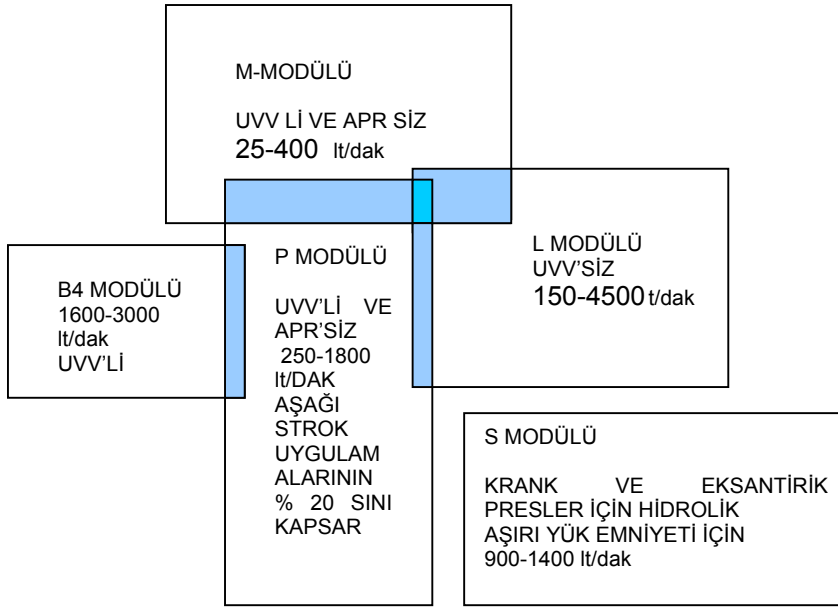 M-MODÜLÜ
UVV Lİ VE APR SİZ
25-400 lt/dak
B4 MODÜLÜ
1600-3000
lt/dak
UVV’Lİ
P MODÜLÜ
UVV’Lİ VE
APR’SİZ
250-1800
lt/DAK
AŞAĞI
STROK
UYGULAM
ALARININ
% 20 SINI
KAPSAR
L MODÜLÜ
UVV’SİZ
150-4500 t/dak
S MODÜLÜ
KRANK VE EKSANTİRİK
PRESLER İÇİN HİDROLİK
AŞIRI YÜK EMNİYETİ İÇİN
900-1400 lt/dak